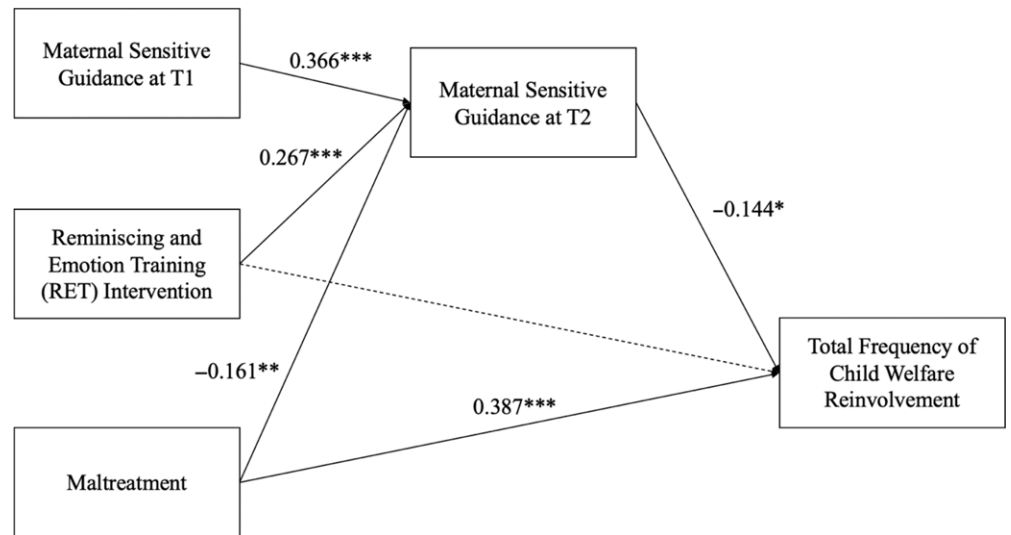 Maternal Sensitive
Guidance at T1
0.366***
Maternal Sensitive
Guidance at T2
0.267***
−0.144*
Reminiscing and
Emotion Training
(RET) Intervention
−0.161**
0.387***
Total Frequency of
Child Welfare
Reinvolvement
Maltreatment